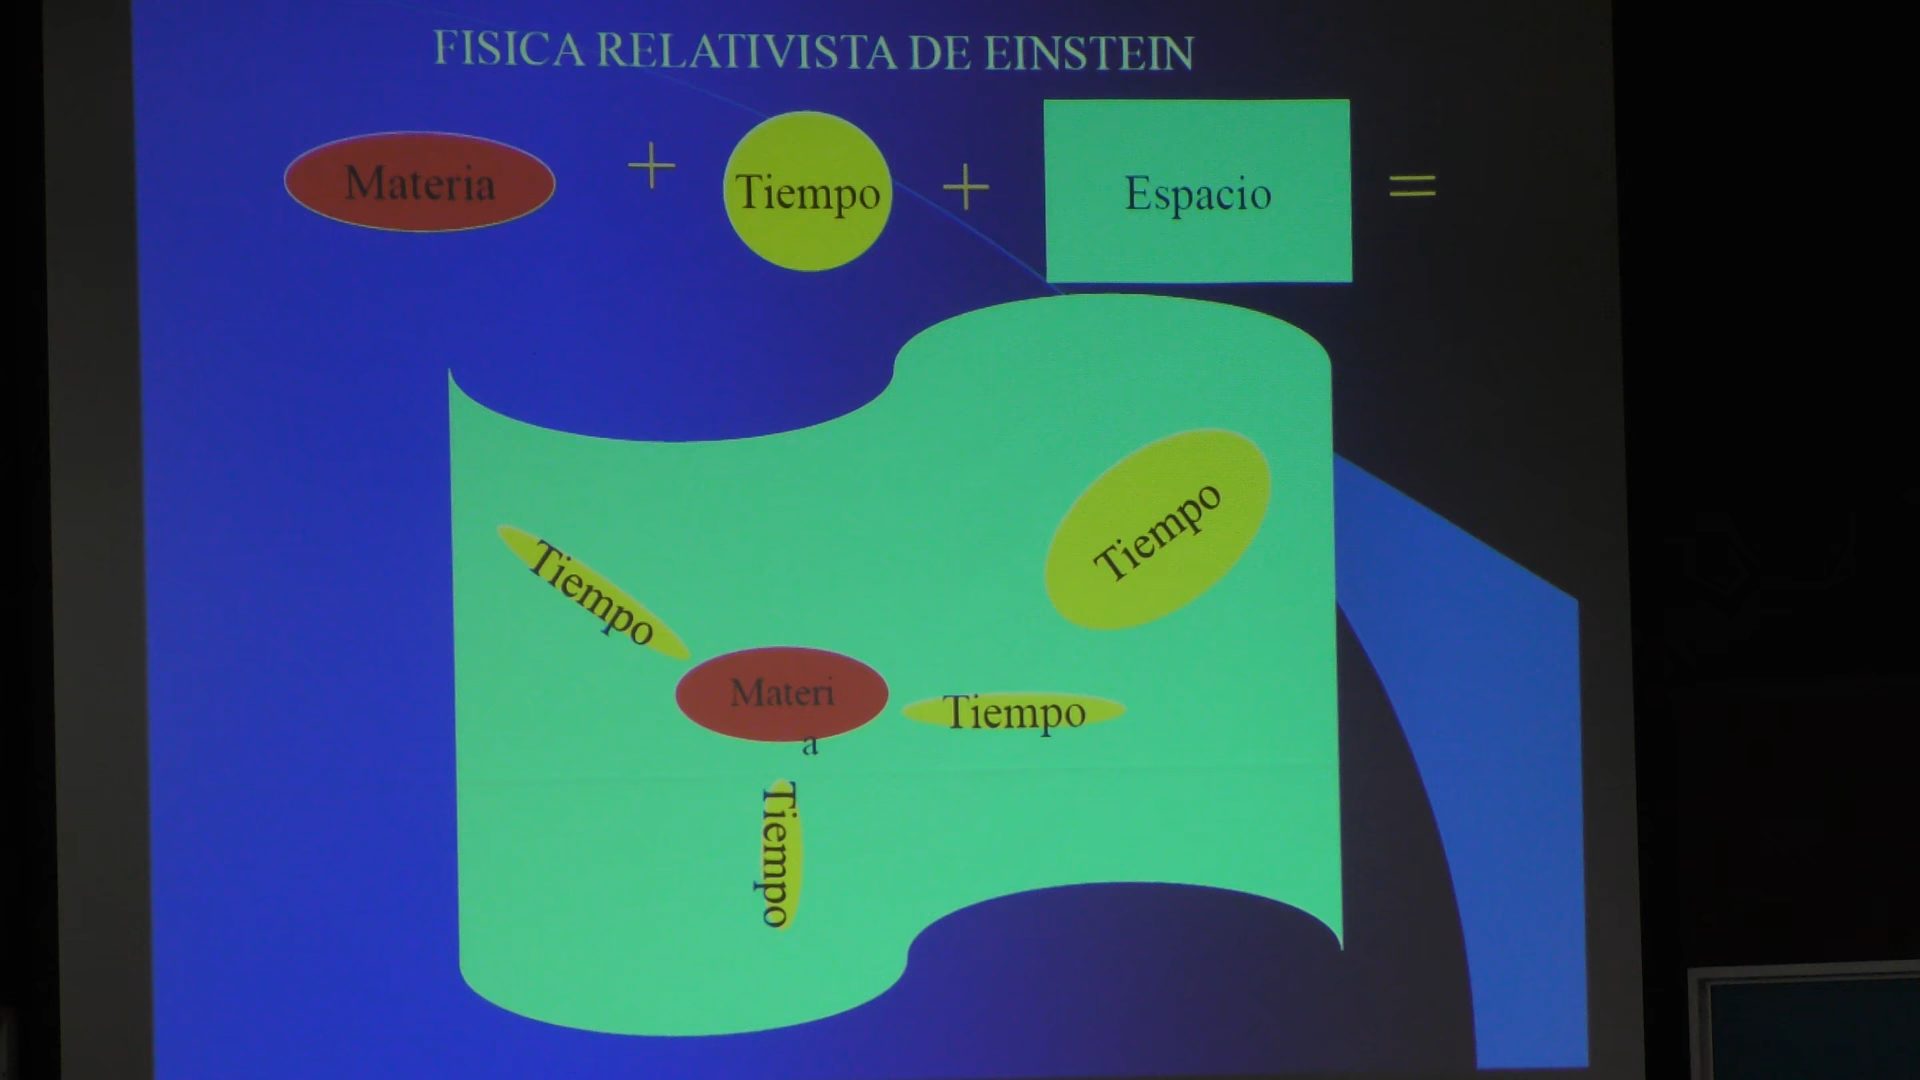 FISICA RELATIVISTA DE EINSTEIN
Materia + Tiempo + Espacio =
Tiempo
Tiempo
Materi
a
Tiempo
Tiempo